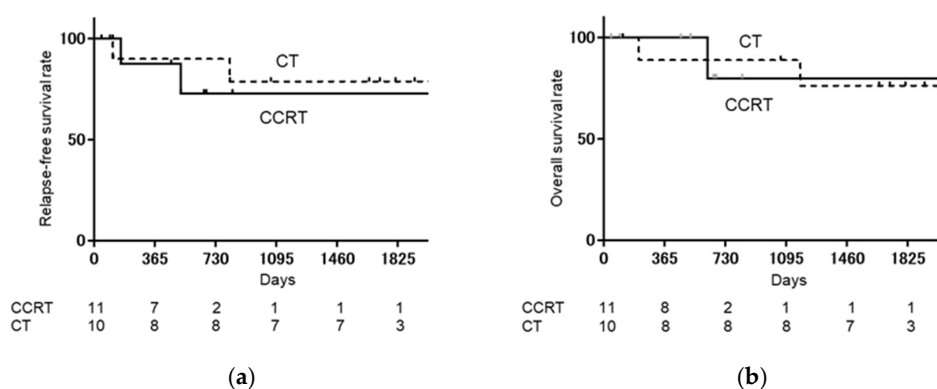 Relapse-free survival rate
100
50
0
CT
CCRT
0 365 730 1095 1460 1825
Days
CCRT 11 7 2 1 1 1
CT 10 8 8 7 7 3
(a)
Overall survival rate
100
50
0
CT
CCRT
0 365 730 1095 1460 1825
Days
CCRT 11 8 2 1 1 1
CT 10 8 8 8 7 3
(b)